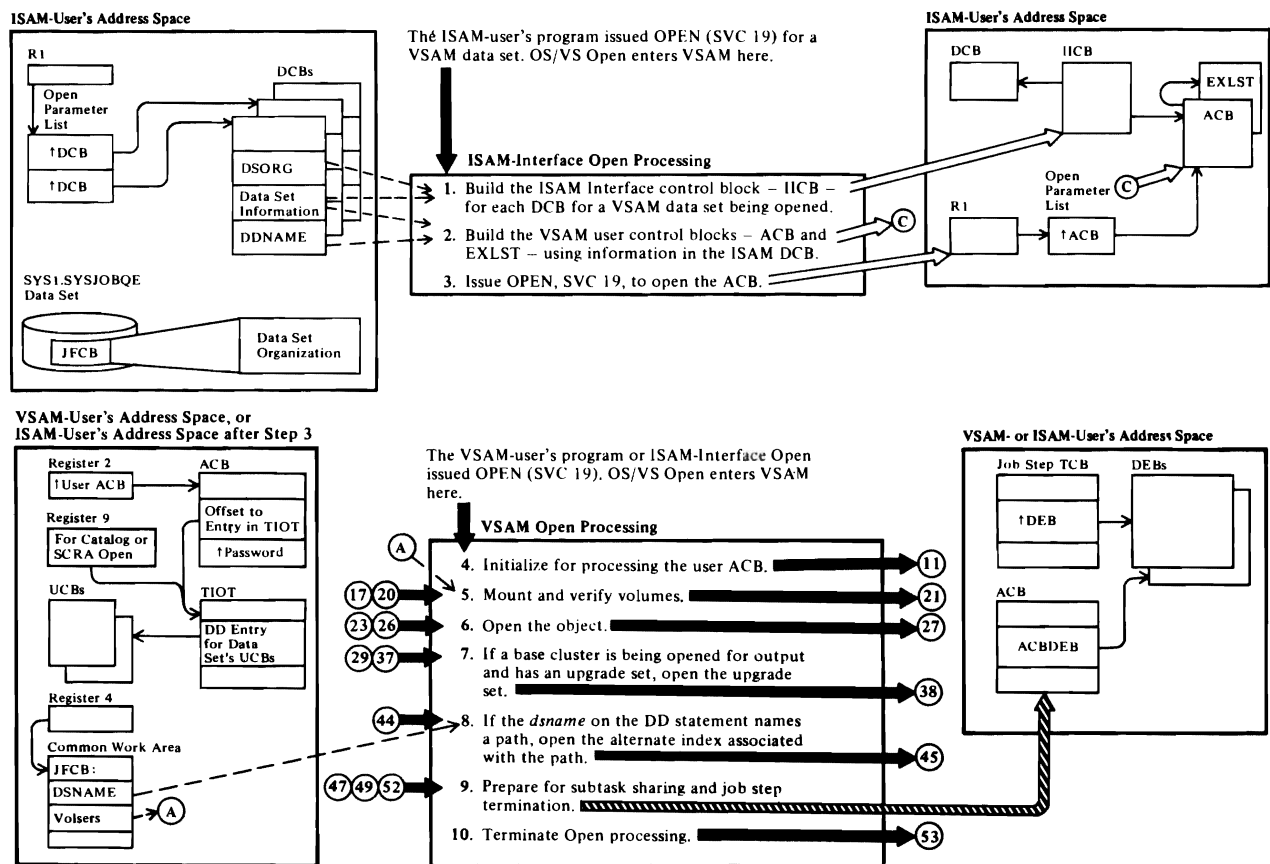 ISAM-User's Address Space
R1
Open
Parameter
List
↑DCB
↑DCB
DCBs
DSORG
Data Set
Information
DDNAME
SYS1.SYSJOBQE
Data Set
JFCB
Data Set
Organization
The ISAM-user's program issued OPEN (SVC 19) for a
VSAM data set. OS/VS Open enters VSAM here.
ISAM-Interface Open Processing
1. Build the ISAM Interface control block – IICB –
for each DCB for a VSAM data set being opened.
2. Build the VSAM user control blocks – ACB and
EXLST – using information in the ISAM DCB.
3. Issue OPEN, SVC 19, to open the ACB.
C
ISAM-User's Address Space
DCB
IICB
EXLST
ACB
Open
Parameter
List
C
R1
↑ACB
VSAM-User's Address Space, or
ISAM-User's Address Space after Step 3
Register 2
↑User ACB
ACB
Offset to
Entry in TIOT
↑Password
Register 9
For Catalog or
SCRA Open
UCBs
TIOT
DD Entry
for Data
Set's UCBs
Register 4
Common Work Area
JFCB:
DSNAME
Volsers
A
The VSAM-user's program or ISAM-Interface Open
issued OPEN (SVC 19). OS/VS Open enters VSAM
here.
VSAM Open Processing
A
4. Initialize for processing the user ACB.
11
17 20
5. Mount and verify volumes.
21
23 26
6. Open the object.
27
29 37
7. If a base cluster is being opened for output
and has an upgrade set, open the upgrade
set.
38
44
8. If the dsname on the DD statement names
a path, open the alternate index associated
with the path.
45
47 49 52
9. Prepare for subtask sharing and job step
termination.
10. Terminate Open processing.
53
VSAM- or ISAM-User's Address Space
Job Step TCB
DEBs
↑DEB
ACB
ACBDEB